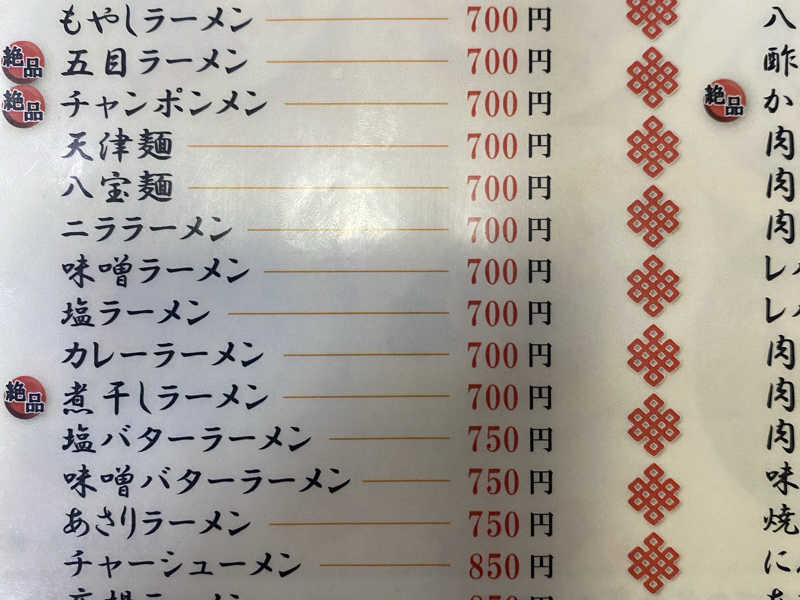 もやしラーメン 700円
絶品 五目ラーメン 700円
絶品 チャンポンメン 700円
天津麺 700円
八宝麺 700円
ニララーメン 700円
味噌ラーメン 700円
塩ラーメン 700円
カレーラーメン 700円
絶品 煮干しラーメン 700円
塩バターラーメン 750円
味噌バターラーメン 750円
あさりラーメン 750円
チャーシューメン 850円
八
酢
絶品 か
肉
肉
肉
レバ
レバ
肉
肉
肉
味
焼
に